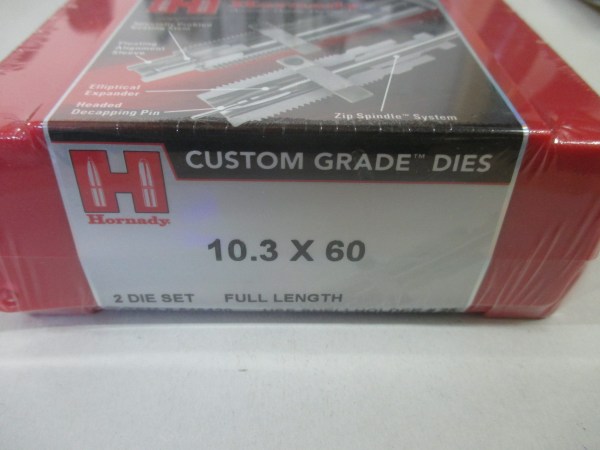 Elliptical
Expander
Headed
Decapping Pin
Zip Spindle™ System
H
Hornady
CUSTOM GRADE™ DIES
10.3 X 60
2 DIE SET FULL LENGTH